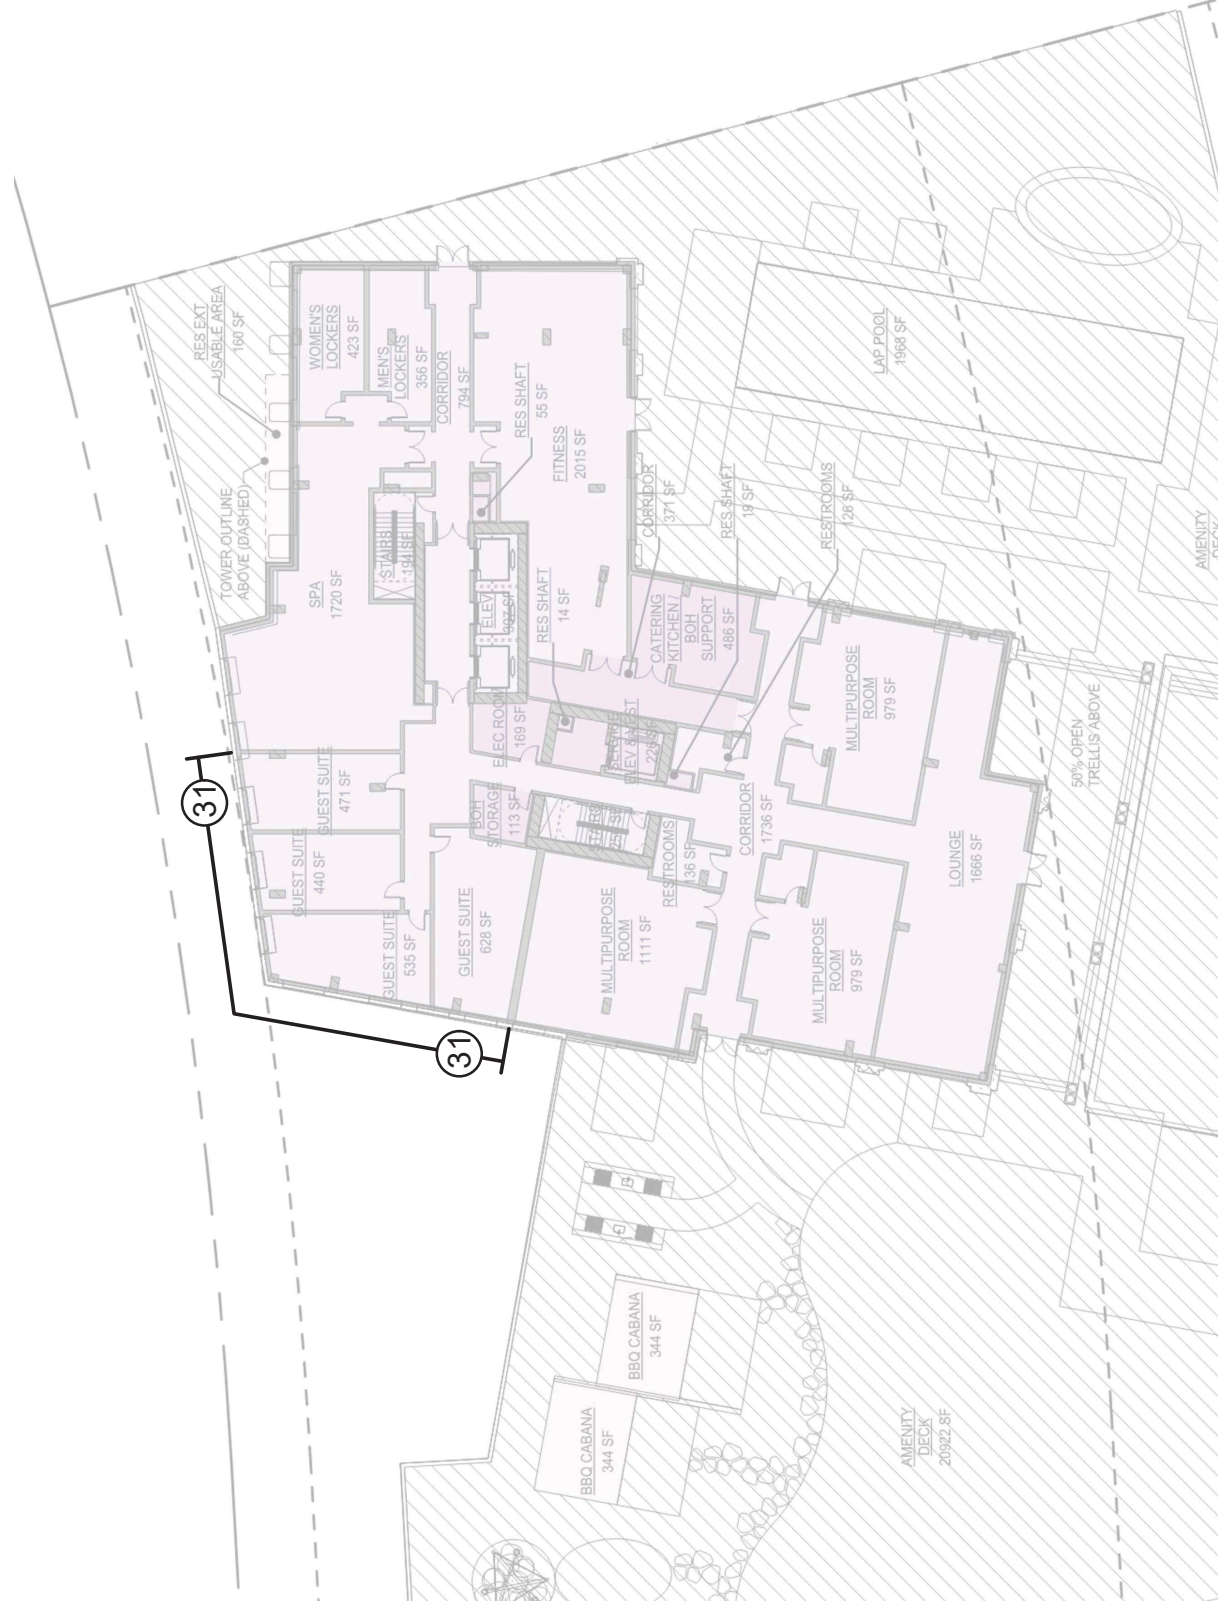 RES EXT
USABLE AREA
160 SF
TOWER OUTLINE
ABOVE (DASHED)
WOMEN'S
LOCKERS
423 SF
MEN'S
LOCKERS
356 SF
CORRIDOR
794 SF
RES SHAFT
55 SF
FITNESS
2015 SF
SPA
1720 SF
STAIRS
194 SF
ELEV
RES SHAFT
14 SF
CORRIDOR
371 SF
RES SHAFT
19 SF
RESTROOMS
126 SF
LAP POOL
1968 SF
AMENITY
DECK
CATERING
KITCHEN /
BOH
SUPPORT
486 SF
ELEC ROOM
169 SF
BOH
STORAGE
113 SF
RESTROOMS
136 SF
CORRIDOR
1736 SF
MULTIPURPOSE
ROOM
979 SF
50% OPEN
TRELLIS ABOVE
LOUNGE
1666 SF
31
GUEST SUITE
471 SF
GUEST SUITE
440 SF
GUEST SUITE
535 SF
GUEST SUITE
628 SF
MULTIPURPOSE
ROOM
1111 SF
MULTIPURPOSE
ROOM
979 SF
31
BBQ CABANA
344 SF
BBQ CABANA
344 SF
AMENITY
DECK
20922 SF